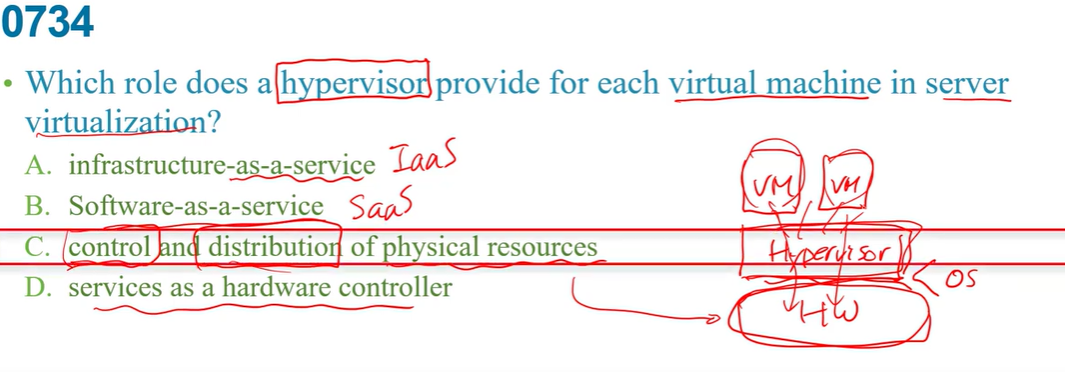 0734
• Which role does a hypervisor provide for each virtual machine in server
virtualization?
A. infrastructure-as-a-service IaaS
B. Software-as-a-service SaaS
C. control and distribution of physical resources
D. services as a hardware controller
VM VM
Hypervisor
OS
HW